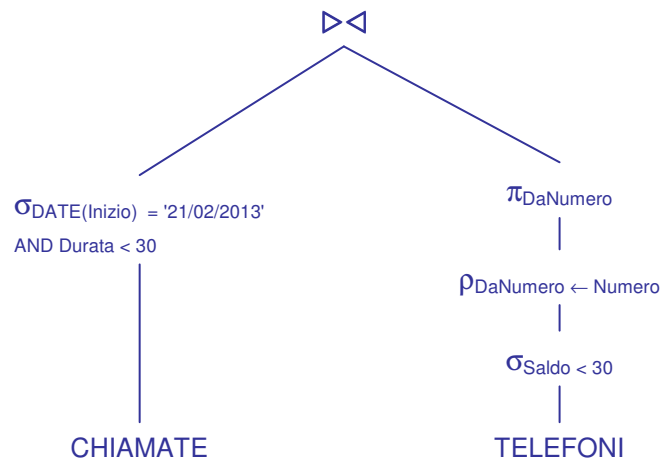 ▷◁
σDATE(Inizio) = '21/02/2013'
AND Durata < 30
πDaNumero
ρDaNumero ← Numero
σSaldo < 30
CHIAMATE
TELEFONI